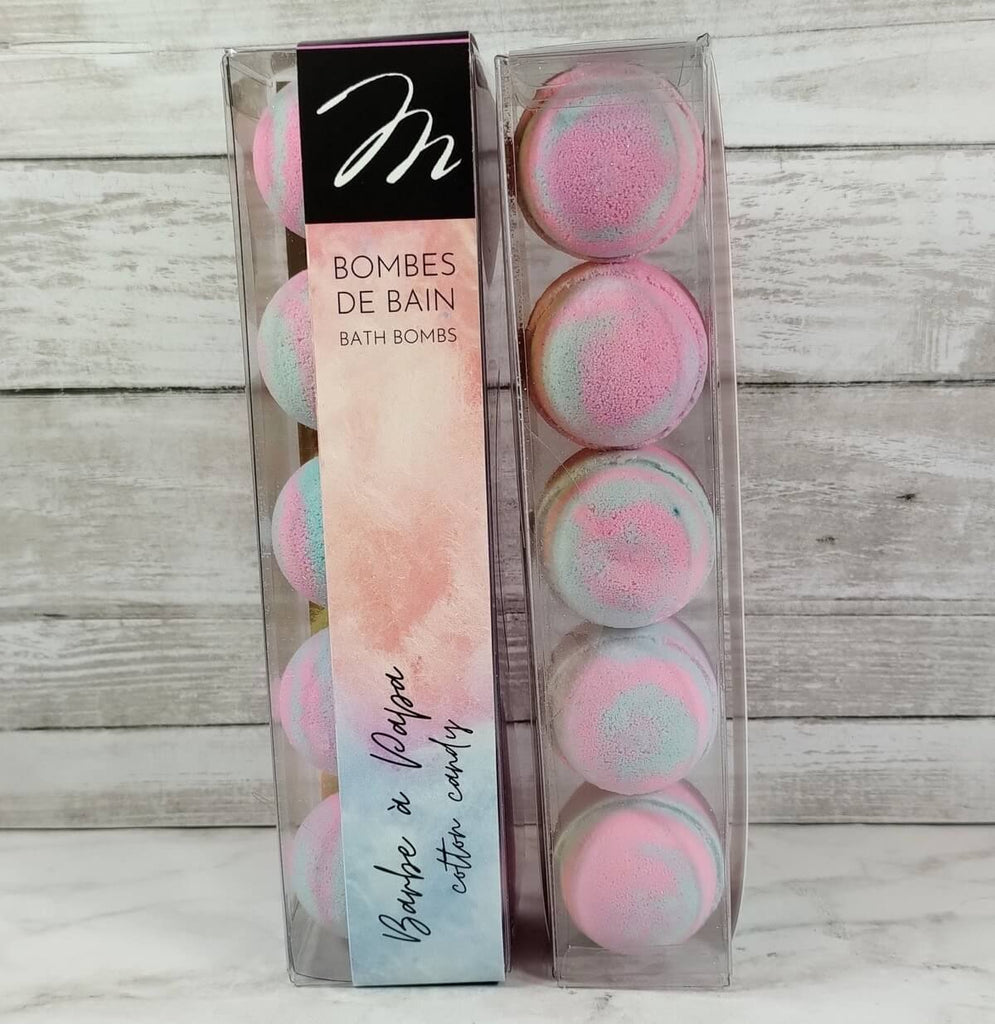 M
BOMBES
DE BAIN
BATH BOMBS
Barbe à Papa
cotton candy